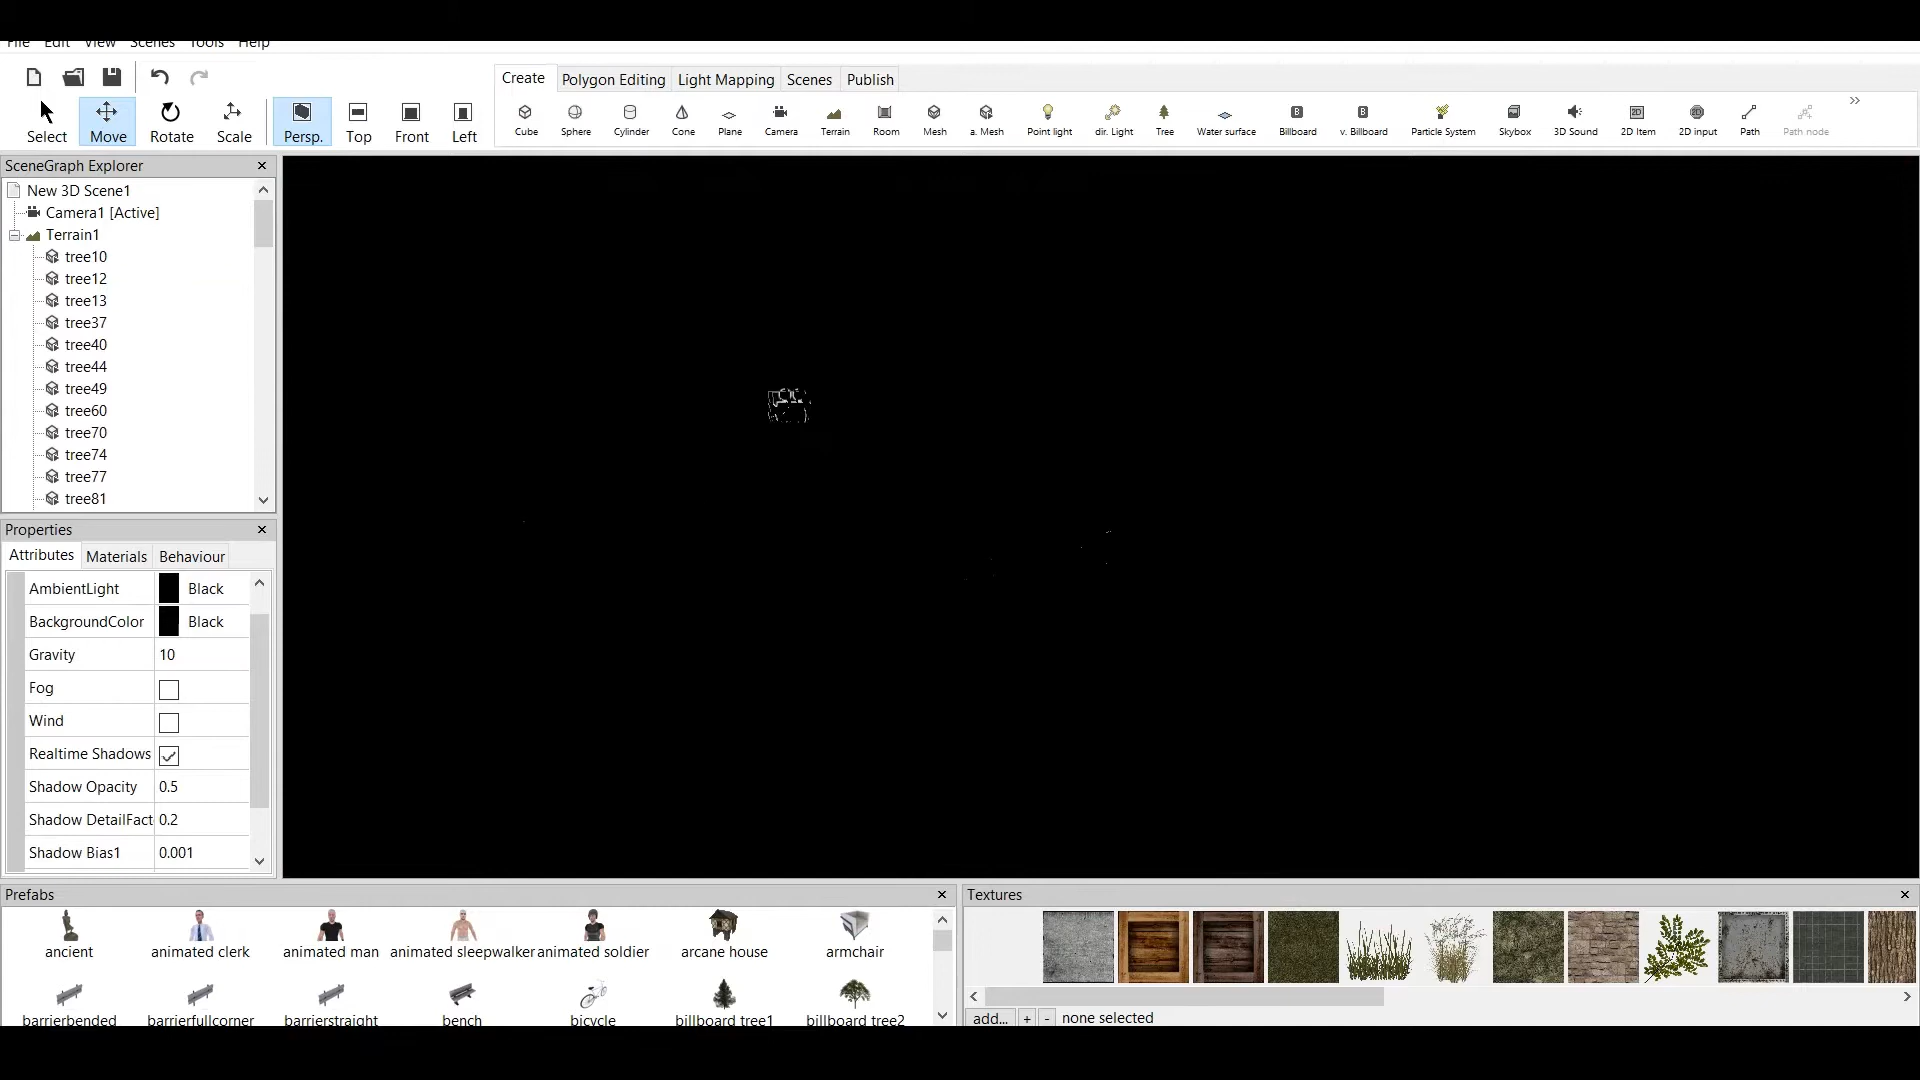 File Edit View Scenes Tools Help
Create Polygon Editing Light Mapping Scenes Publish
Select Move Rotate Scale Persp. Top Front Left
Cube Sphere Cylinder Cone Plane Camera Terrain Room Mesh a. Mesh Point light dir. Light Tree Water surface Billboard v. Billboard Particle System Skybox 3D Sound 2D Item 2D input Path Path node
SceneGraph Explorer
New 3D Scene1
Camera1 [Active]
Terrain1
tree10
tree12
tree13
tree37
tree40
tree44
tree49
tree60
tree70
tree74
tree77
tree81
Properties
Attributes Materials Behaviour
AmbientLight Black
BackgroundColor Black
Gravity 10
Fog
Wind
Realtime Shadows
Shadow Opacity 0.5
Shadow DetailFact 0.2
Shadow Bias1 0.001
Prefabs
ancient animated clerk animated man animated sleepwalker animated soldier arcane house armchair
barrierbended barrierfullcorner barrierstraight bench bicycle billboard tree1 billboard tree2
Textures
add... + - none selected